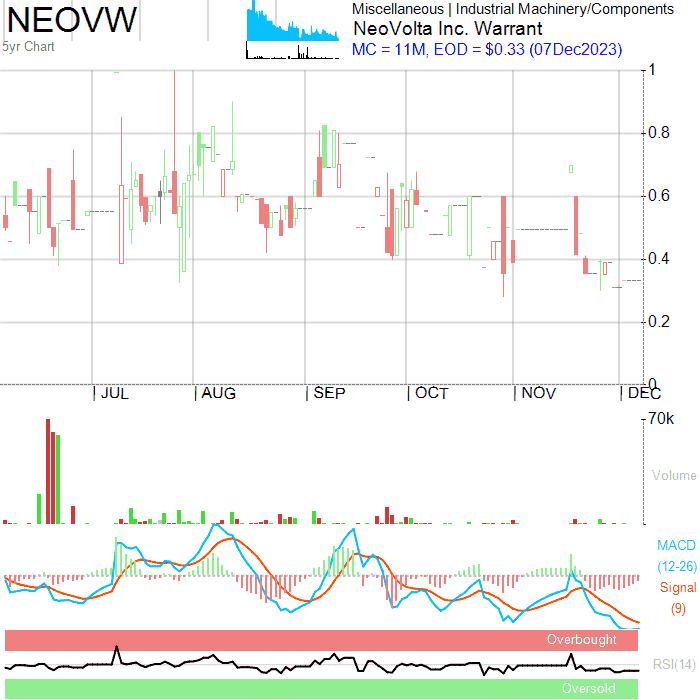 NEOVW
5yr Chart
Miscellaneous | Industrial Machinery/Components
NeoVolta Inc. Warrant
MC = 11M, EOD = $0.33 (07Dec2023)
1
0.8
0.6
0.4
0.2
0
JUL AUG SEP OCT NOV DEC
70k
Volume
MACD
(12-26)
Signal
(9)
Overbought
RSI(14)
Oversold